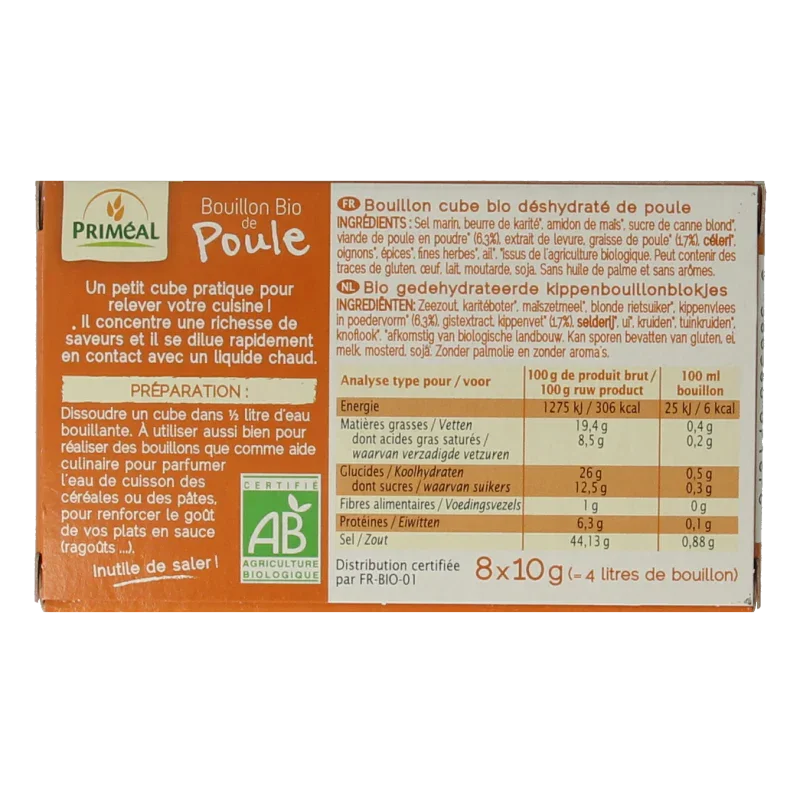 PRIMÉAL
Bouillon Bio
de
Poule
Un petit cube pratique pour
relever votre cuisine !
. Il concentre une richesse de
saveurs et il se dilue rapidement
en contact avec un liquide chaud.
PRÉPARATION :
Dissoudre un cube dans ½ litre d'eau
bouillante. À utiliser aussi bien pour
réaliser des bouillons que comme aide
culinaire pour parfumer
l'eau de cuisson des
céréales ou des pâtes,
pour renforcer le goût
de vos plats en sauce
(ragoûts ...).
Inutile de saler !
CERTIFIÉ
AB
AGRICULTURE
BIOLOGIQUE
FR Bouillon cube bio déshydraté de poule
INGRÉDIENTS : Sel marin, beurre de karité*, amidon de maïs*, sucre de canne blond*,
viande de poule en poudre* (6,3%), extrait de levure, graisse de poule* (1,7%), céleri*,
oignons*, épices*, fines herbes*, ail*. *issus de l'agriculture biologique. Peut contenir des
traces de gluten, œuf, lait, moutarde, soja. Sans huile de palme et sans arômes.
NL Bio gedehydrateerde kippenbouillonblokjes
INGREDIËNTEN: Zeezout, karitéboter*, maïszetmeel*, blonde rietsuiker*, kippenvlees
in poedervorm* (6,3%), gistextract, kippenvet* (1,7%), selderij*, ui*, kruiden*, tuinkruiden*,
knoflook*. *afkomstig van biologische landbouw. Kan sporen bevatten van gluten, ei,
melk, mosterd, soja. Zonder palmolie en zonder aroma's.
Analyse type pour / voor 100 g de produit brut / 100 g ruw product 100 ml bouillon
Energie 1275 kJ / 306 kcal 25 kJ / 6 kcal
Matières grasses / Vetten 19,4 g 0,4 g
dont acides gras saturés / 8,5 g 0,2 g
waarvan verzadigde vetzuren
Glucides / Koolhydraten 26 g 0,5 g
dont sucres / waarvan suikers 12,5 g 0,3 g
Fibres alimentaires / Voedingsvezels 1 g 0g
Protéines / Eiwitten 6,3 g 0,1 g
Sel / Zout 44,13 g 0,88 g
Distribution certifiée
par FR-BIO-01
8 x 10 g (= 4 litres de bouillon)